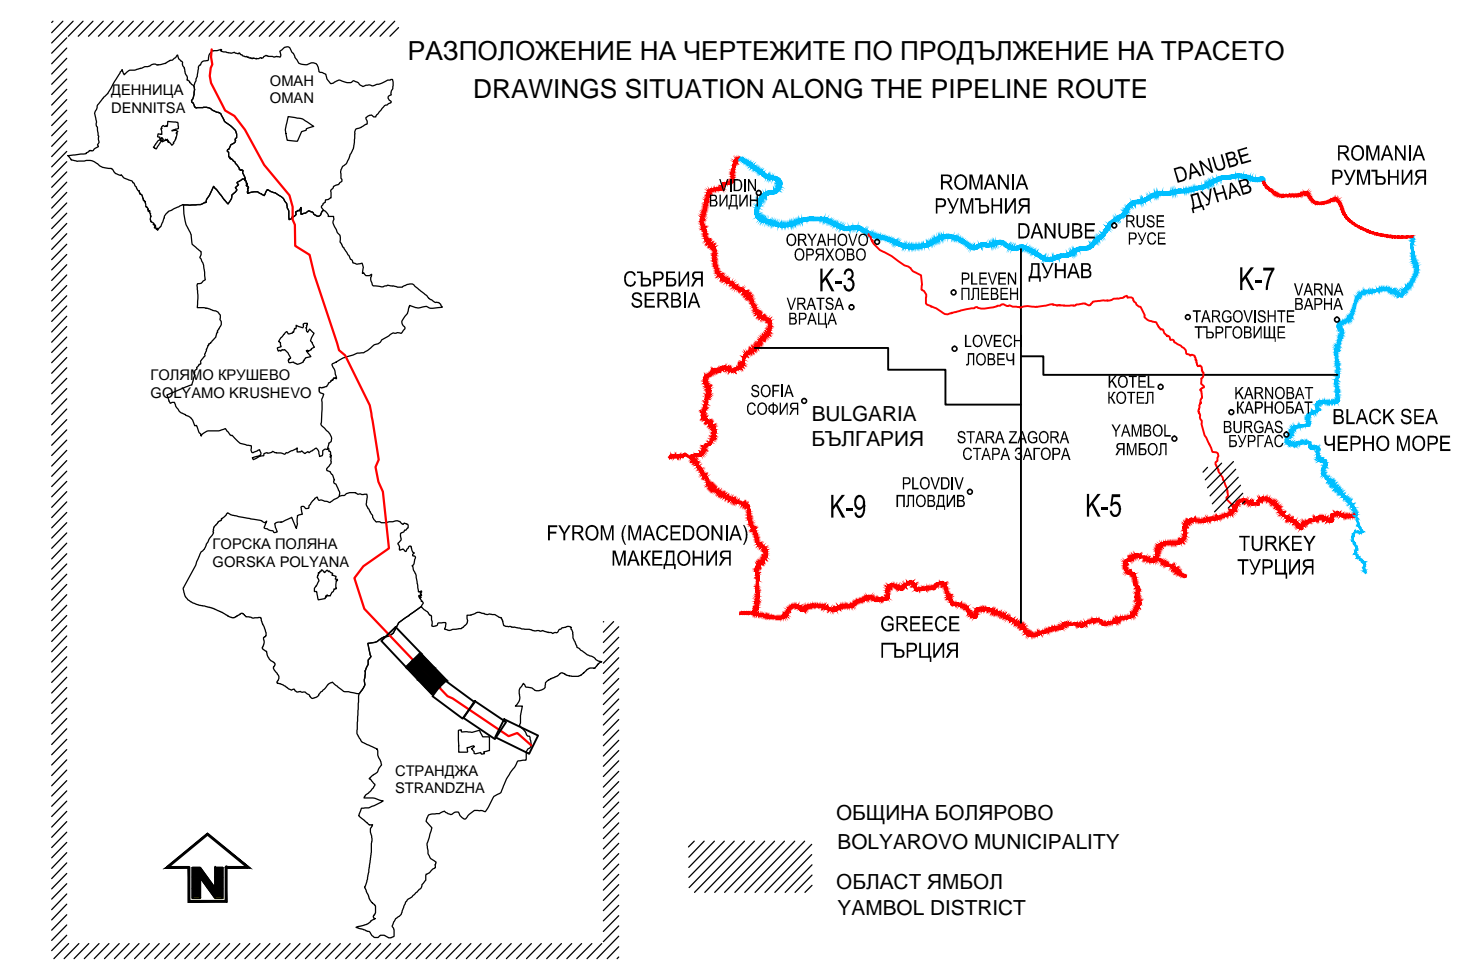 РАЗПОЛОЖЕНИЕ НА ЧЕРТЕЖИТЕ ПО ПРОДЪЛЖЕНИЕ НА ТРАСЕТО
DRAWINGS SITUATION ALONG THE PIPELINE ROUTE
ДЕННИЦА
DENNITSA
ОМАН
OMAN
ГОЛЯМО КРУШЕВО
GOLYAMO KRUSHEVO
ГОРСКА ПОЛЯНА
GORSKA POLYANA
СТРАНДЖА
STRANDZHA
N
VIDIN
ВИДИН
ROMANIA
РУМЪНИЯ
DANUBE
ДУНАВ
ROMANIA
РУМЪНИЯ
ORYAHOVO
ОРЯХОВО
DANUBE
ДУНАВ
RUSE
РУСЕ
СЪРБИЯ
SERBIA
K-3
VRATSA
ВРАЦА
PLEVEN
ПЛЕВЕН
K-7
VARNA
ВАРНА
TARGOVISHTE
ТЪРГОВИЩЕ
LOVECH
ЛОВЕЧ
SOFIA
СОФИЯ
BULGARIA
БЪЛГАРИЯ
KOTEL
КОТЕЛ
KARNOBAT
КАРНОБАТ
BURGAS
БУРГАС
BLACK SEA
ЧЕРНО МОРЕ
STARA ZAGORA
СТАРА ЗАГОРА
YAMBOL
ЯМБОЛ
PLOVDIV
ПЛОВДИВ
K-9
K-5
FYROM (MACEDONIA)
МАКЕДОНИЯ
TURKEY
ТУРЦИЯ
GREECE
ГЪРЦИЯ
ОБЩИНА БОЛЯРОВО
BOLYAROVO MUNICIPALITY
ОБЛАСТ ЯМБОЛ
YAMBOL DISTRICT